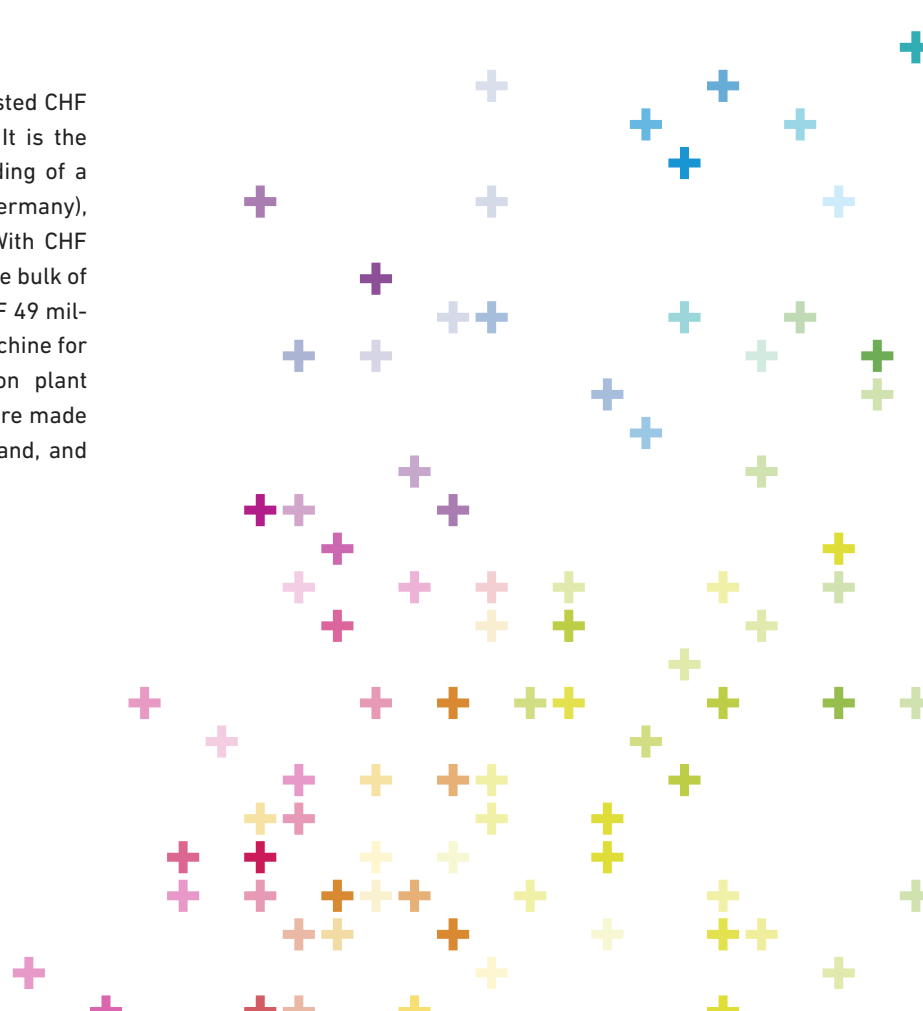 sted CHF
It is the
ling of a
ermany),
With CHF
e bulk of
F 49 mil-
chine for
on plant
re made
and, and